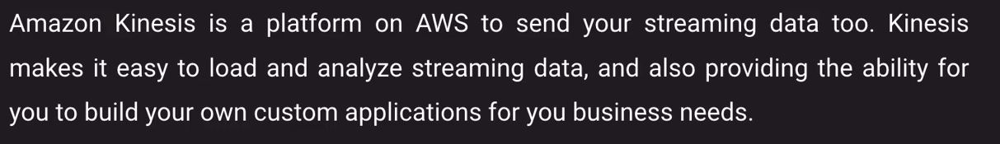 Amazon Kinesis is a platform on AWS to send your streaming data too. Kinesis
makes it easy to load and analyze streaming data, and also providing the ability for
you to build your own custom applications for you business needs.